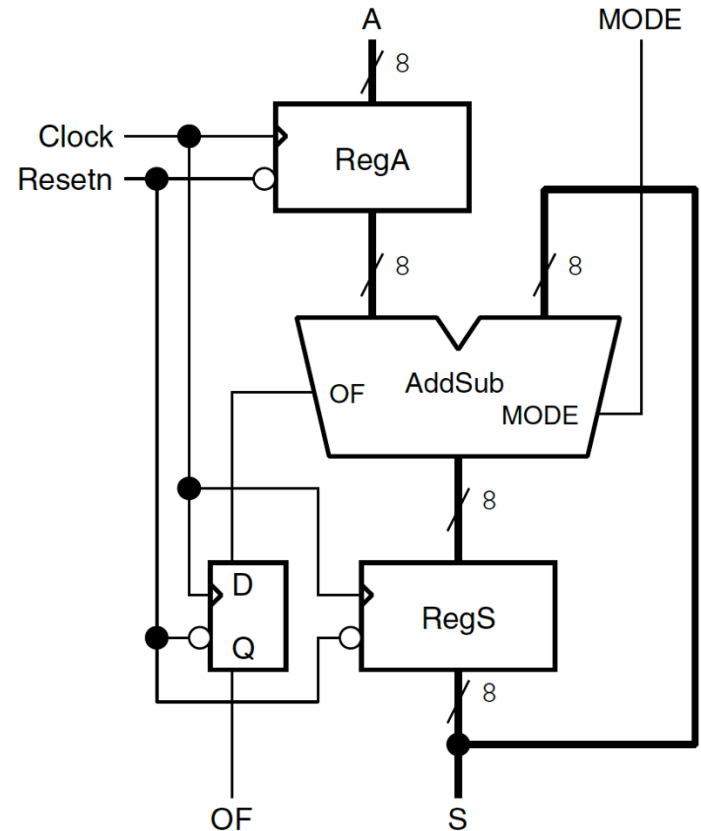 A
MODE
8
Clock
RegA
Resetn
8
8
AddSub
OF
MODE
8
D
RegS
Q
8
OF
S